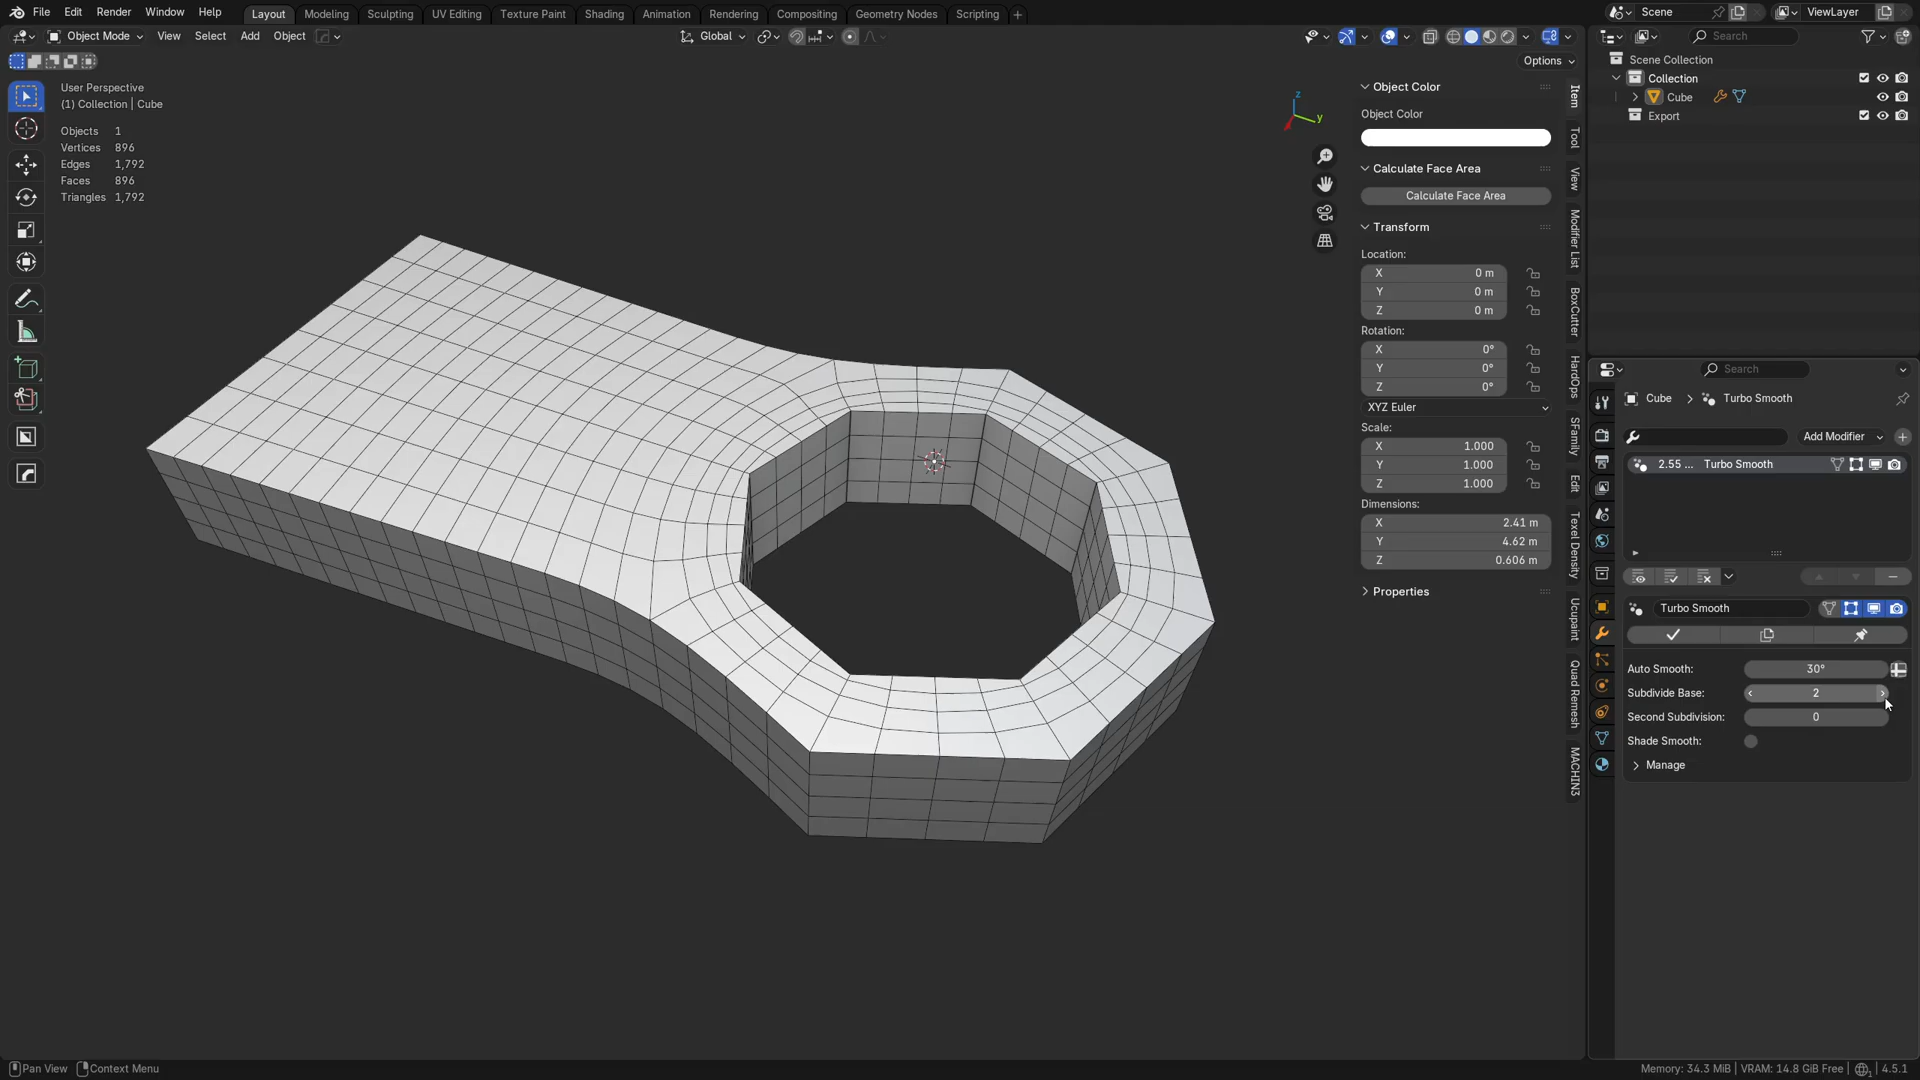 File Edit Render Window Help Layout Modeling Sculpting UV Editing Texture Paint Shading Animation Rendering Compositing Geometry Nodes Scripting + Scene ViewLayer
Object Mode View Select Add Object Global Search
Options
User Perspective
(1) Collection | Cube
Objects 1
Vertices 896
Edges 1,792
Faces 896
Triangles 1,792
z
y
Object Color
Object Color
Calculate Face Area
Calculate Face Area
Transform
Location:
X 0 m
Y 0 m
Z 0 m
Rotation:
X 0°
Y 0°
Z 0°
XYZ Euler
Scale:
X 1.000
Y 1.000
Z 1.000
Dimensions:
X 2.41 m
Y 4.62 m
Z 0.606 m
Properties
Item
Tool
View
Modifier List
BoxCutter
HardOps
SFamily
Edit
Texel Density
Ucupaint
Quad Remesh
MACHIN3
Scene Collection
Collection
Cube
Export
Search
Cube > Turbo Smooth
Add Modifier
2.55 ... Turbo Smooth
Turbo Smooth
Auto Smooth: 30°
Subdivide Base: 2
Second Subdivision: 0
Shade Smooth:
Manage
Pan View Context Menu Memory: 34.3 MiB | VRAM: 14.8 GiB Free | 1 | 4.5.1